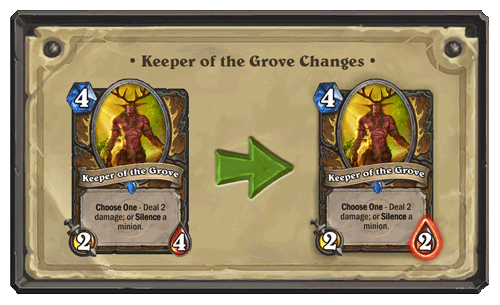 • Keeper of the Grove Changes •
4
Keeper of the Grove
Choose One - Deal 2
damage; or Silence a
minion.
2
4
4
Keeper of the Grove
Choose One - Deal 2
damage; or Silence a
minion.
2
2